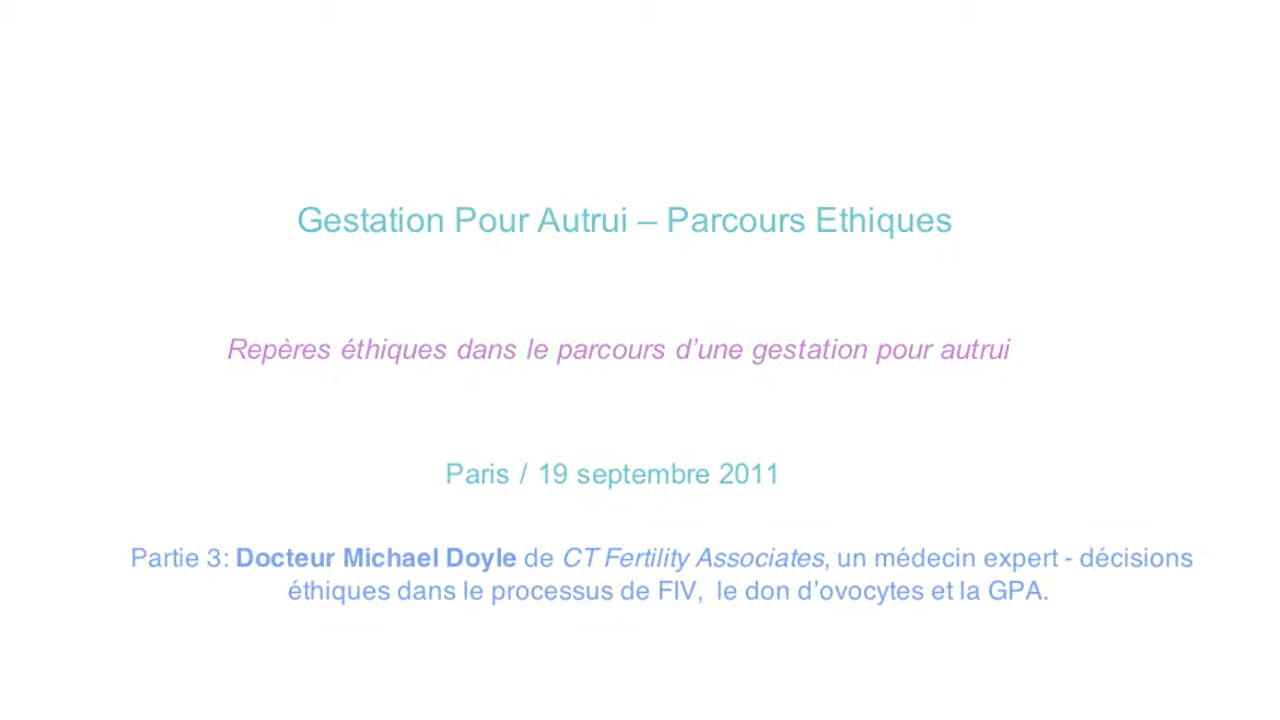 Gestation Pour Autrui – Parcours Ethiques
Repères éthiques dans le parcours d’une gestation pour autrui
Paris / 19 septembre 2011
Partie 3: Docteur Michael Doyle de CT Fertility Associates, un médecin expert - décisions
éthiques dans le processus de FIV, le don d’ovocytes et la GPA.